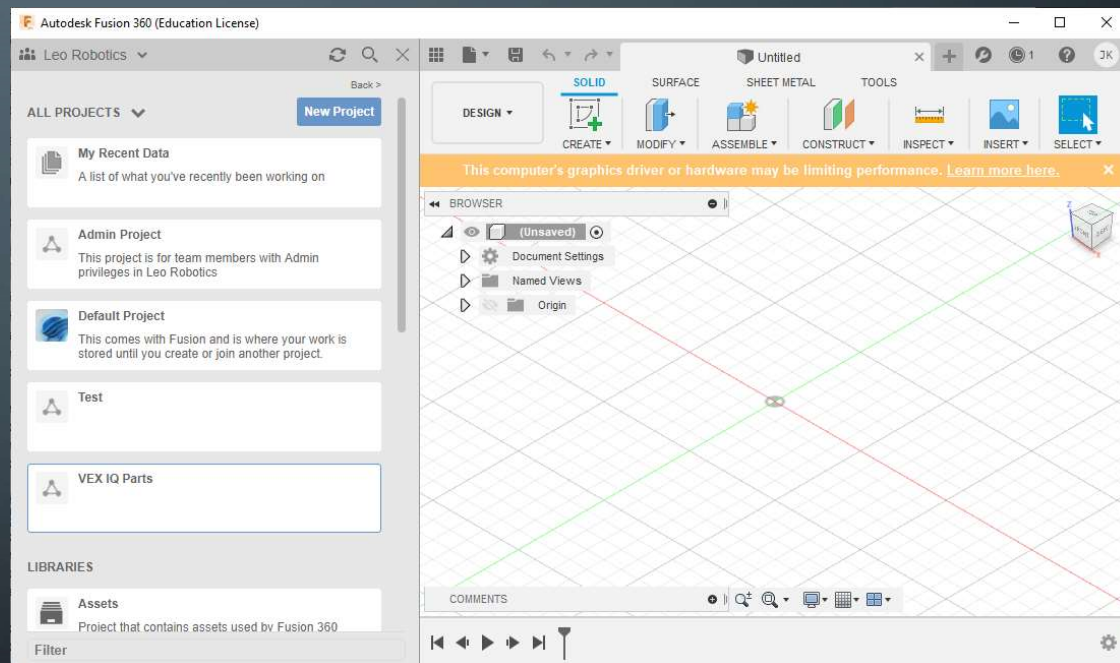 Autodesk Fusion 360 (Education License)
Leo Robotics
Back >
ALL PROJECTS
New Project
My Recent Data
A list of what you've recently been working on
Admin Project
This project is for team members with Admin
privileges in Leo Robotics
Default Project
This comes with Fusion and is where your work is
stored until you create or join another project.
Test
VEX IQ Parts
LIBRARIES
Assets
Project that contains assets used by Fusion 360
Filter
Untitled
1
JK
SOLID SURFACE SHEET METAL TOOLS
DESIGN
CREATE MODIFY ASSEMBLE CONSTRUCT INSPECT INSERT SELECT
This computer's graphics driver or hardware may be limiting performance. Learn more here.
BROWSER
(Unsaved)
Document Settings
Named Views
Origin
Z
X
COMMENTS